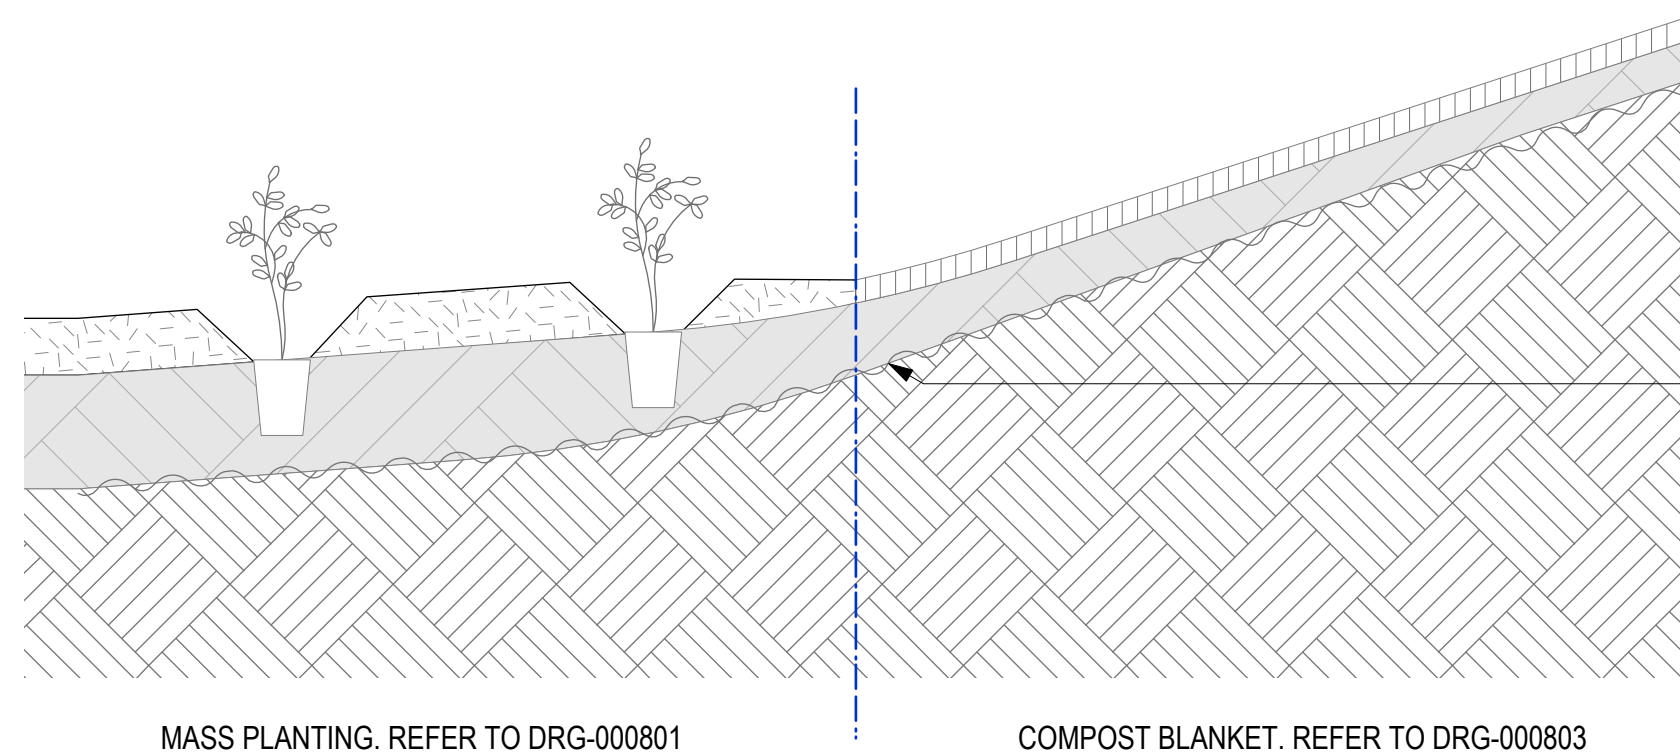 MASS PLANTING. REFER TO DRG-000801
COMPOST BLANKET. REFER TO DRG-000803